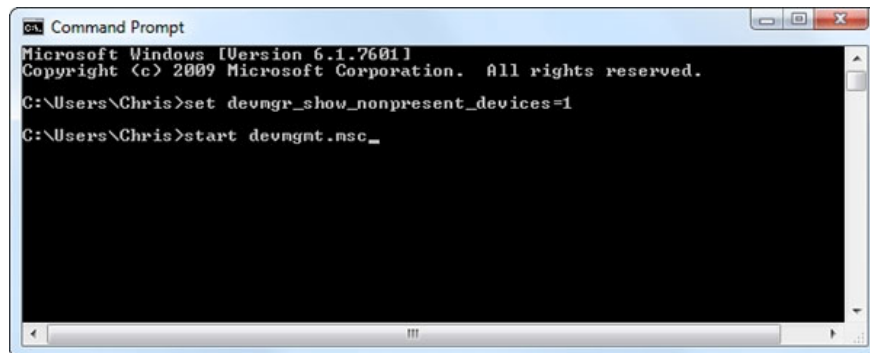 Command Prompt
Microsoft Windows [Version 6.1.7601]
Copyright (c) 2009 Microsoft Corporation.  All rights reserved.
C:\Users\Chris>set devmgr_show_nonpresent_devices=1
C:\Users\Chris>start devmgmt.msc_